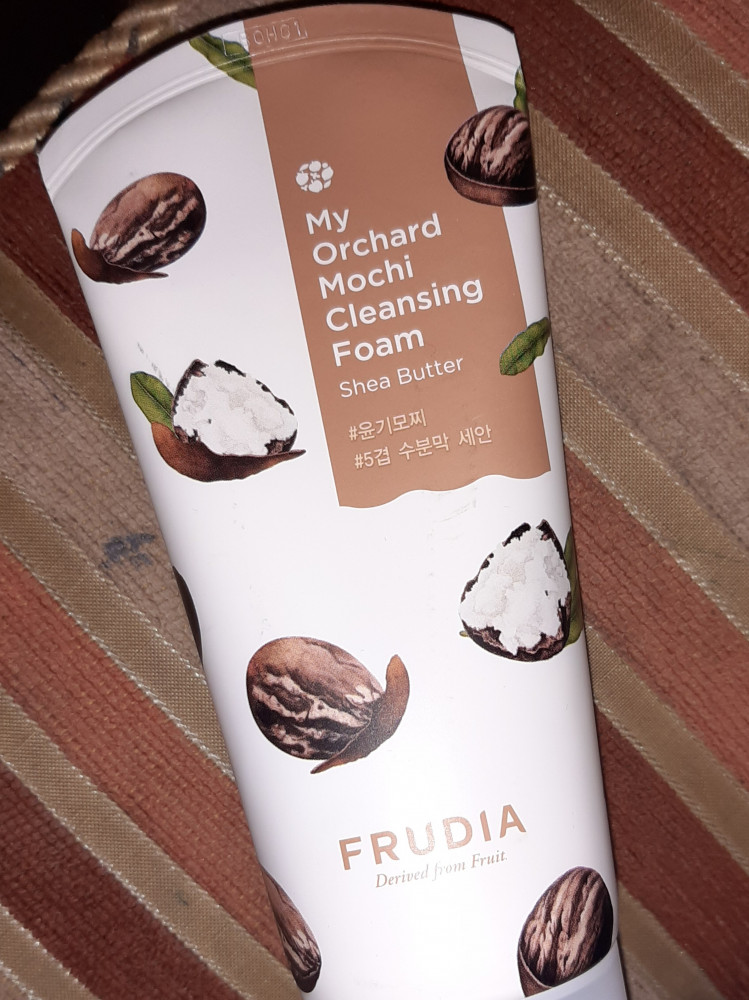 My
Orchard
Mochi
Cleansing
Foam
Shea Butter
#윤기모찌
#5겹 수분막 세안
FRUDIA
Derived from Fruit.